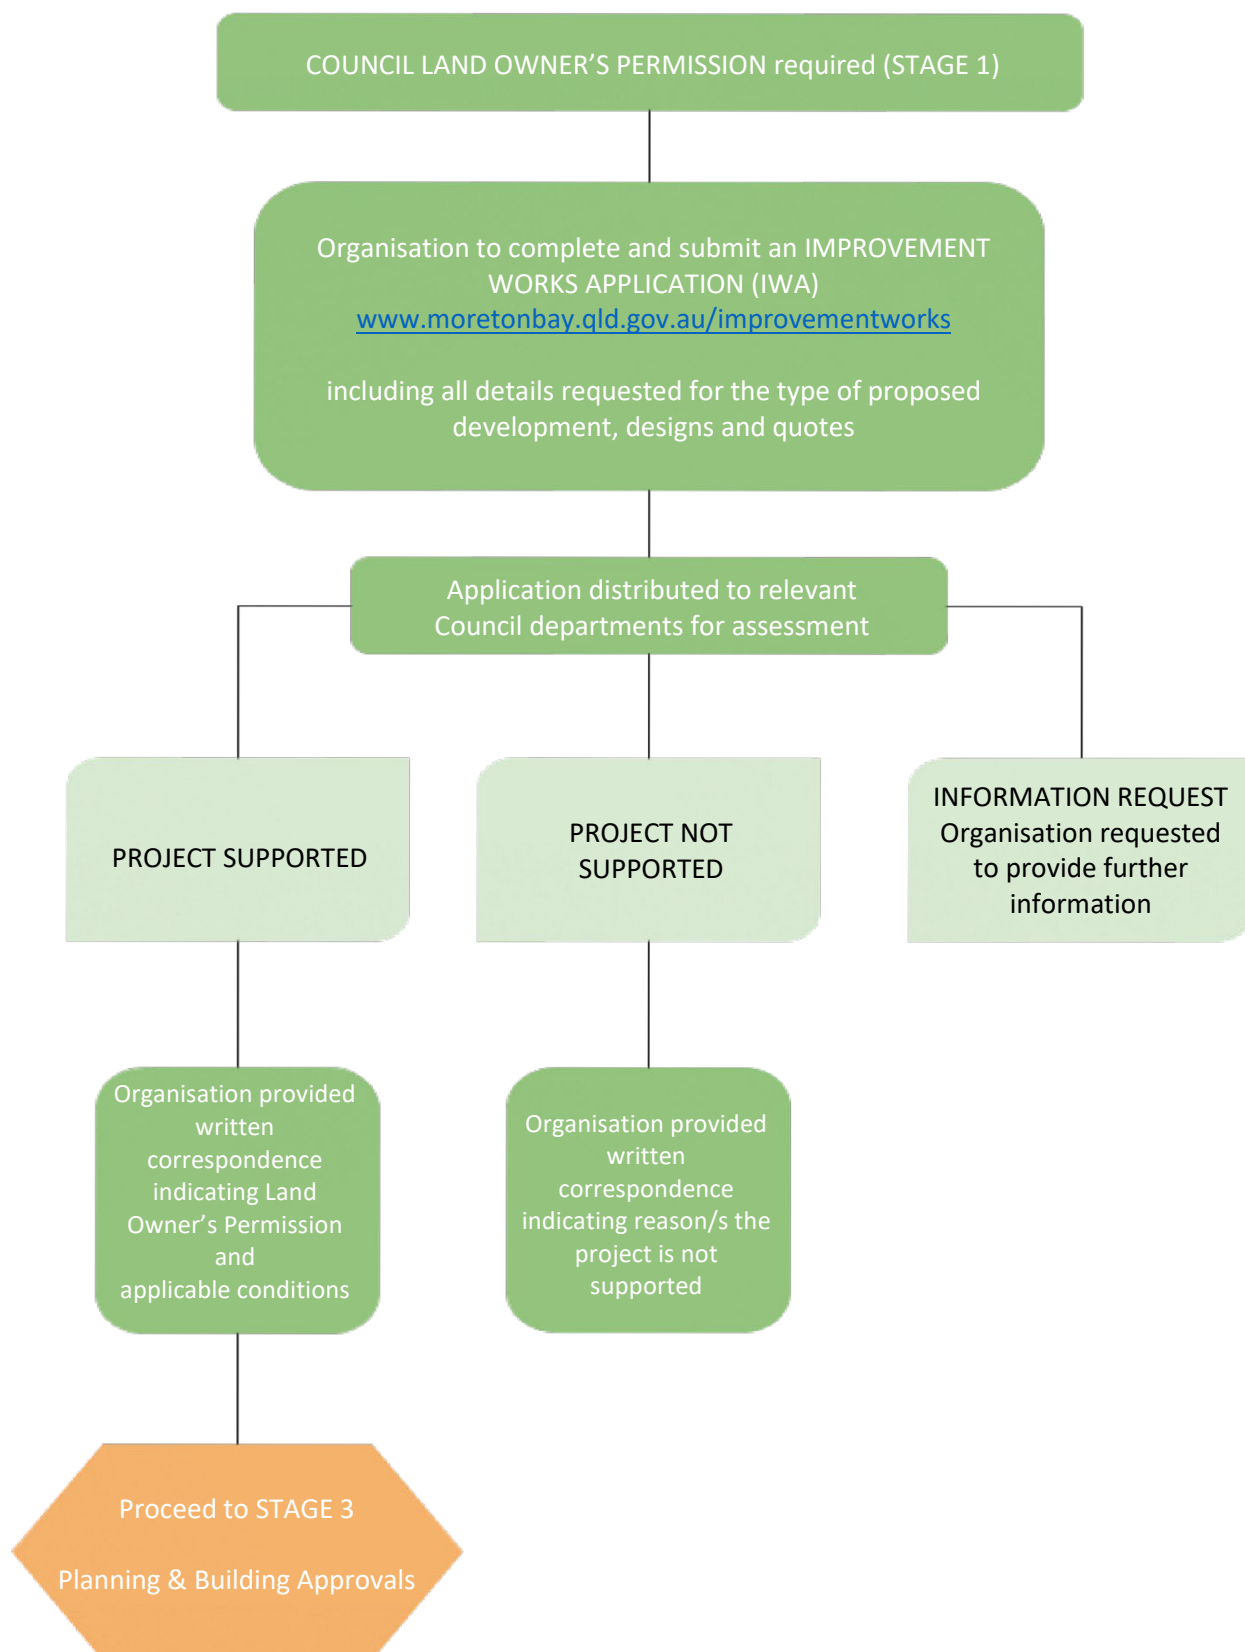 COUNCIL LAND OWNER’S PERMISSION required (STAGE 1)
Organisation to complete and submit an IMPROVEMENT
WORKS APPLICATION (IWA)
www.moretonbay.qld.gov.au/improvementworks
including all details requested for the type of proposed
development, designs and quotes
Application distributed to relevant
Council departments for assessment
PROJECT SUPPORTED
PROJECT NOT
SUPPORTED
INFORMATION REQUEST
Organisation requested
to provide further
information
Organisation provided
written
correspondence
indicating Land
Owner’s Permission
and
applicable conditions
Organisation provided
written
correspondence
indicating reason/s the
project is not
supported
Proceed to STAGE 3
Planning & Building Approvals